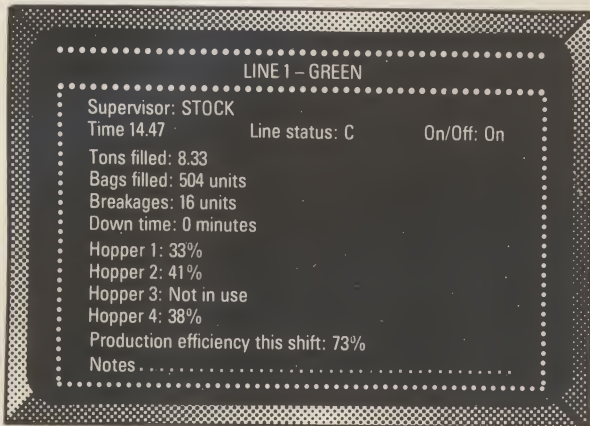 LINE 1 – GREEN
Supervisor: STOCK
Time 14.47 Line status: C On/Off: On
Tons filled: 8.33
Bags filled: 504 units
Breakages: 16 units
Down time: 0 minutes
Hopper 1: 33%
Hopper 2: 41%
Hopper 3: Not in use
Hopper 4: 38%
Production efficiency this shift: 73%
Notes . . . . . . . . . . . . . . . . . . . . . . . . . . . . . . . . . . . . . . .